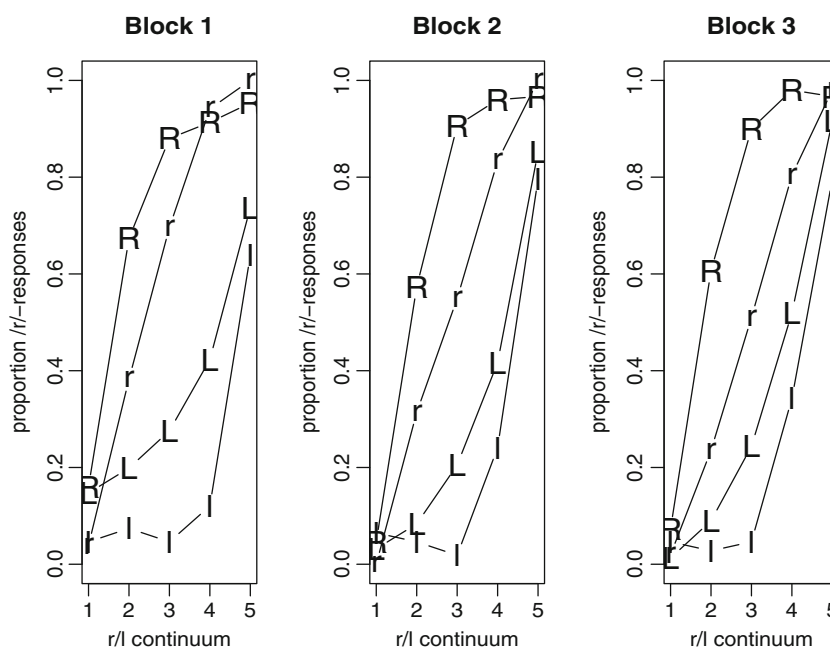 Block 1
Block 2
Block 3
proportion /r/-responses
0.0 0.2 0.4 0.6 0.8 1.0
R R R R R
r r r r r
L L L L L
l l l l l
1 2 3 4 5
r/l continuum
proportion /r/-responses
0.0 0.2 0.4 0.6 0.8 1.0
R R R R R
r r r r r
L L L L L
l l l l l
1 2 3 4 5
r/l continuum
proportion /r/-responses
0.0 0.2 0.4 0.6 0.8 1.0
R R R R R
r r r r
L L L L L
l l l l
1 2 3 4 5
r/l continuum